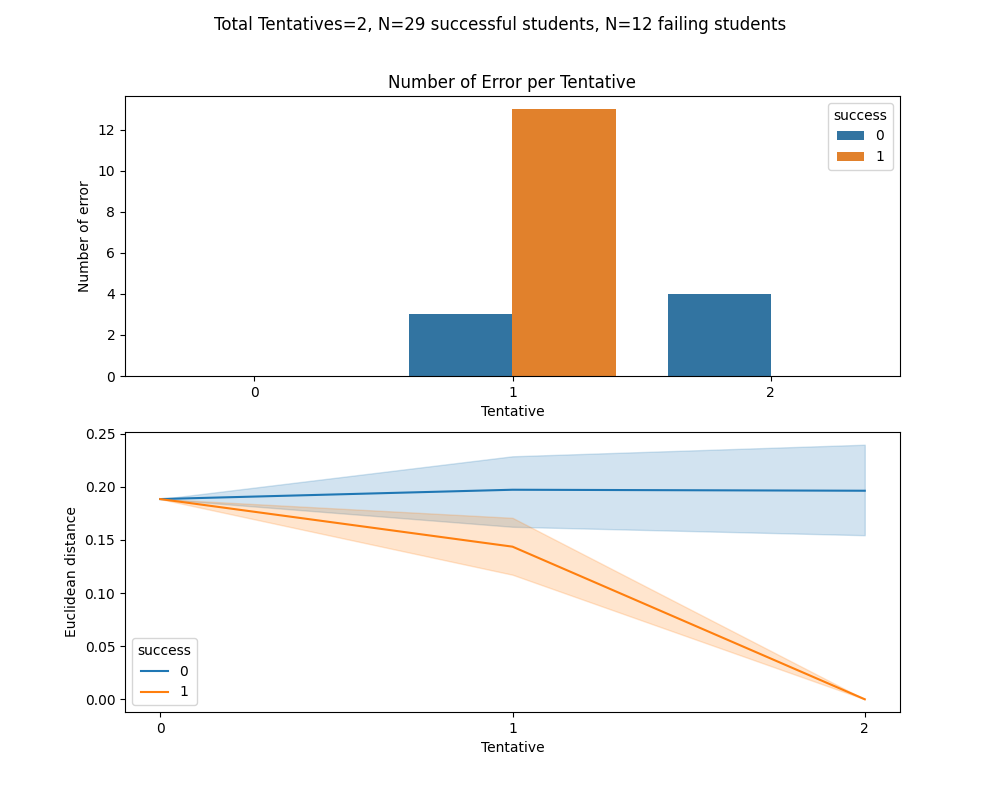 Total Tentatives=2, N=29 successful students, N=12 failing students
Number of Error per Tentative
success
0
1
12
10
8
6
4
2
0
Number of error
0 1 2
Tentative
0.25
0.20
0.15
0.10
0.05
0.00
Euclidean distance
success
0
1
0 1 2
Tentative